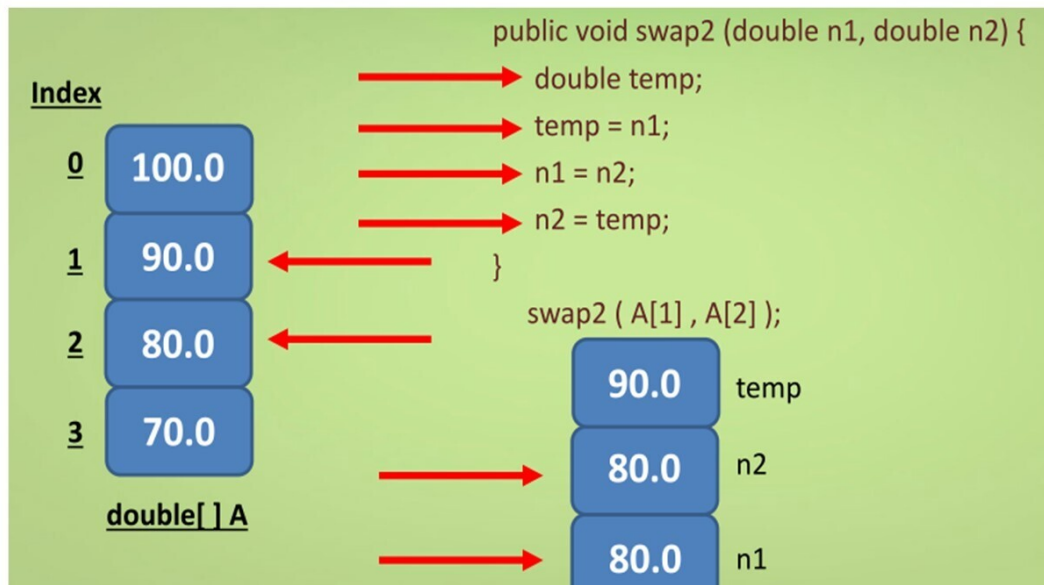 public void swap2 (double n1, double n2) {
double temp;
temp = n1;
n1 = n2;
n2 = temp;
}
swap2 ( A[1] , A[2] );
Index
0 100.0
1 90.0
2 80.0
3 70.0
double[ ] A
90.0 temp
80.0 n2
80.0 n1